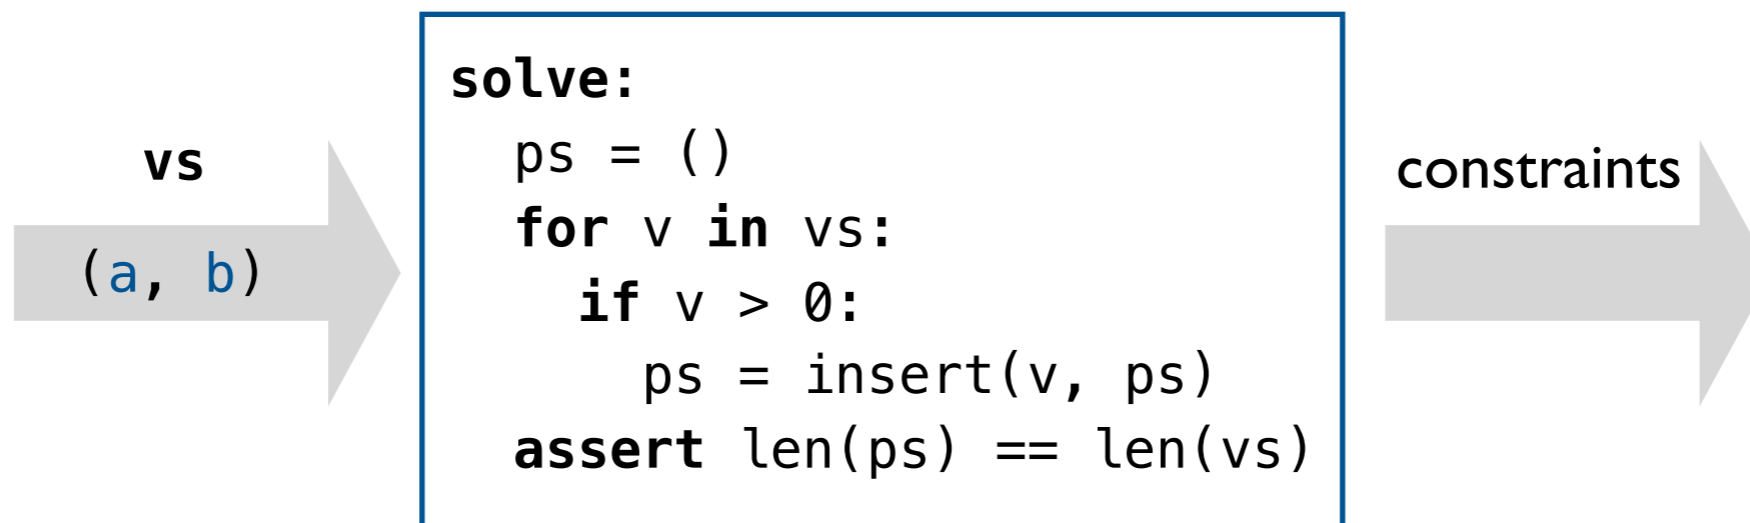 vs
(a, b)
solve:
  ps = ()
  for v in vs:
    if v > 0:
      ps = insert(v, ps)
  assert len(ps) == len(vs)
constraints